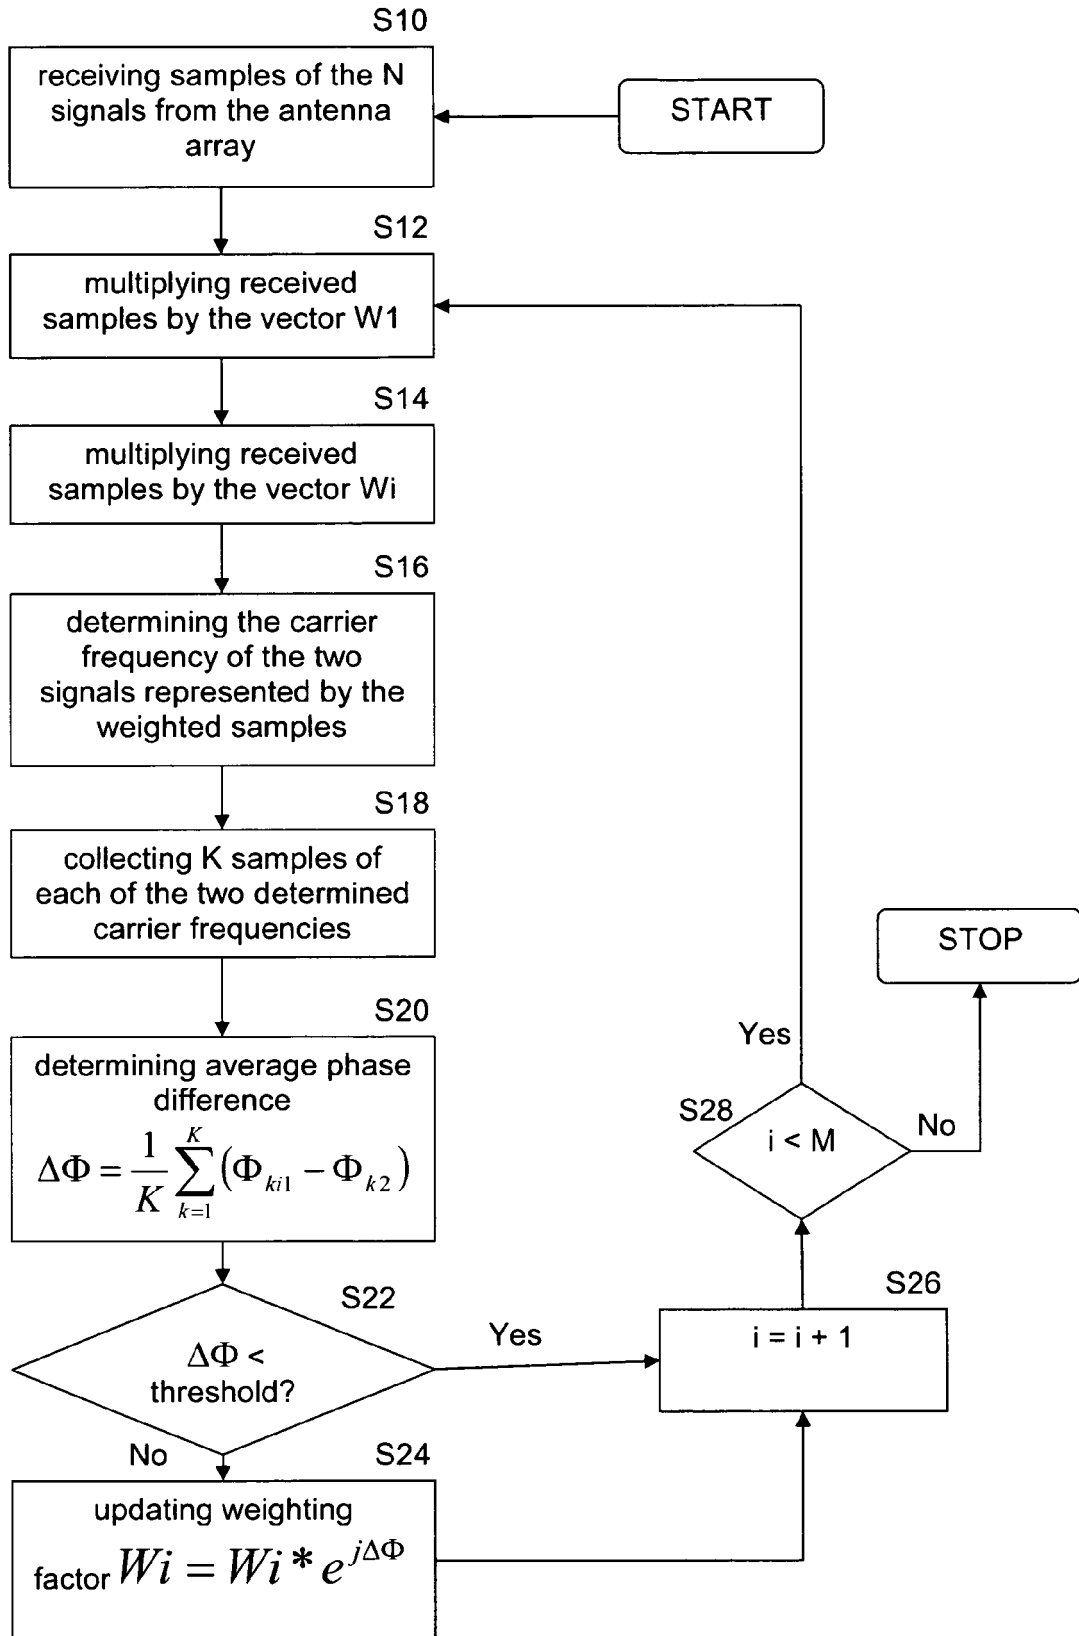 S10
receiving samples of the N
signals from the antenna
array
START
S12
multiplying received
samples by the vector W1
S14
multiplying received
samples by the vector Wi
S16
determining the carrier
frequency of the two
signals represented by the
weighted samples
S18
collecting K samples of
each of the two determined
carrier frequencies
STOP
S20
determining average phase
difference
ΔΦ = 1/K ∑_{k=1}^{K} (Φ_{ki1} − Φ_{k2})
Yes
S28
i < M
No
S22
ΔΦ <
threshold?
Yes
S26
i = i + 1
No
S24
updating weighting
factor Wi = Wi * e^{jΔΦ}